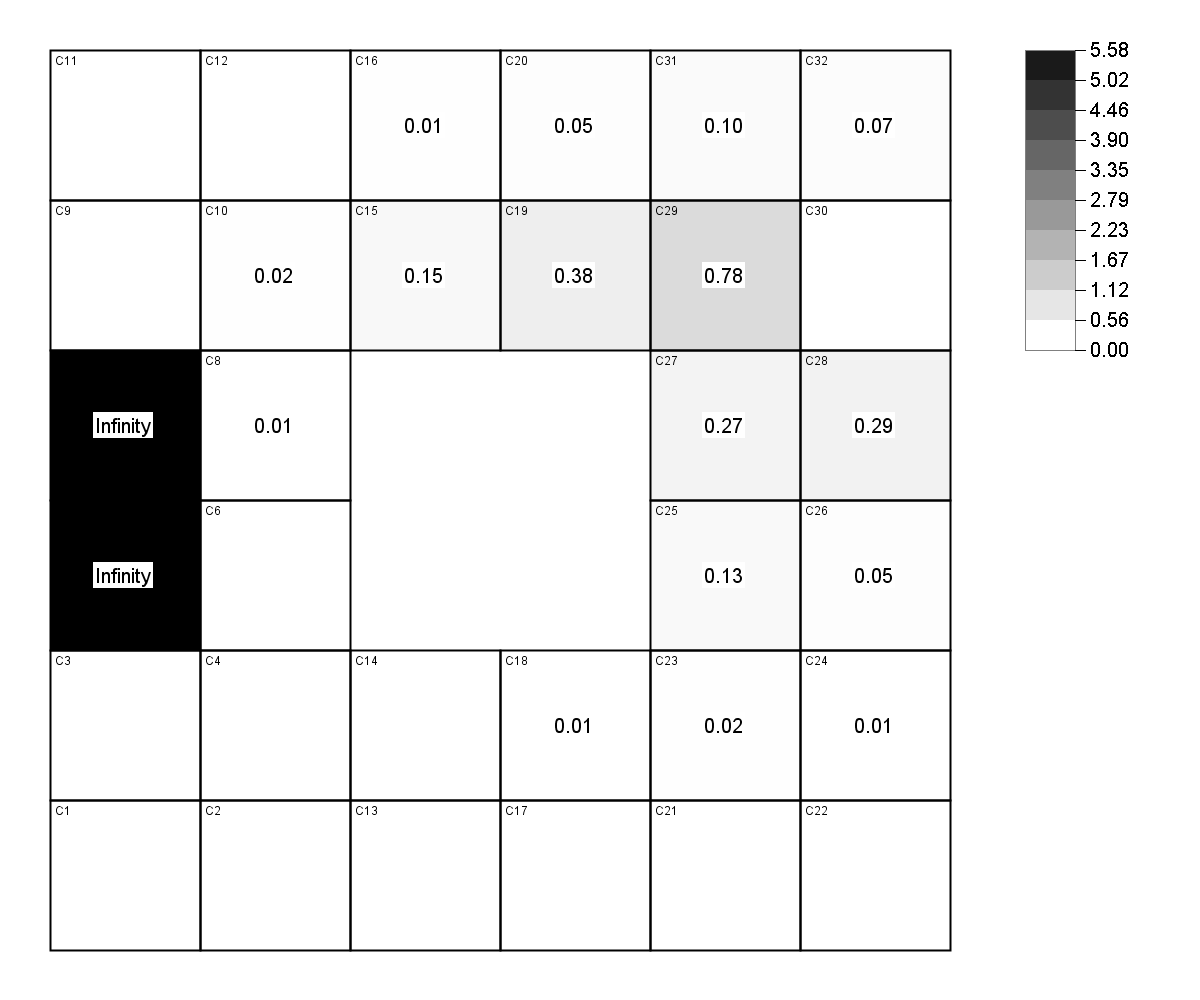 C11 C12 C16 C20 C31 C32
0.01 0.05 0.10 0.07
C9 C10 C15 C19 C29 C30
0.02 0.15 0.38 0.78
C8 C27 C28
Infinity 0.01 0.27 0.29
C6 C25 C26
Infinity 0.13 0.05
C3 C4 C14 C18 C23 C24
0.01 0.02 0.01
C1 C2 C13 C17 C21 C22
5.58
5.02
4.46
3.90
3.35
2.79
2.23
1.67
1.12
0.56
0.00